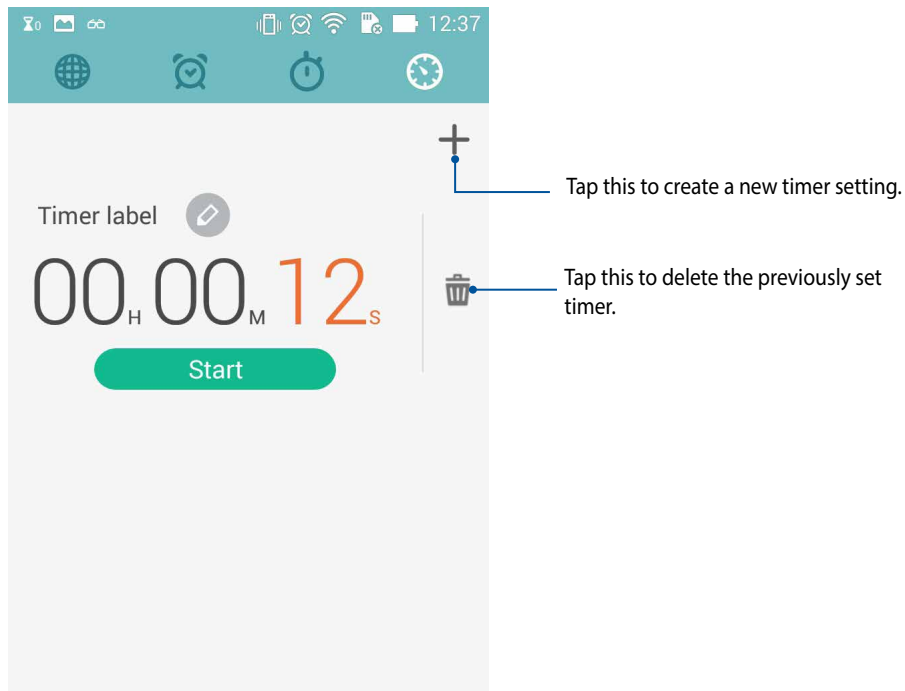 0
12:37
Tap this to create a new timer setting.
Timer label
00H 00M 12S
Tap this to delete the previously set
timer.
Start